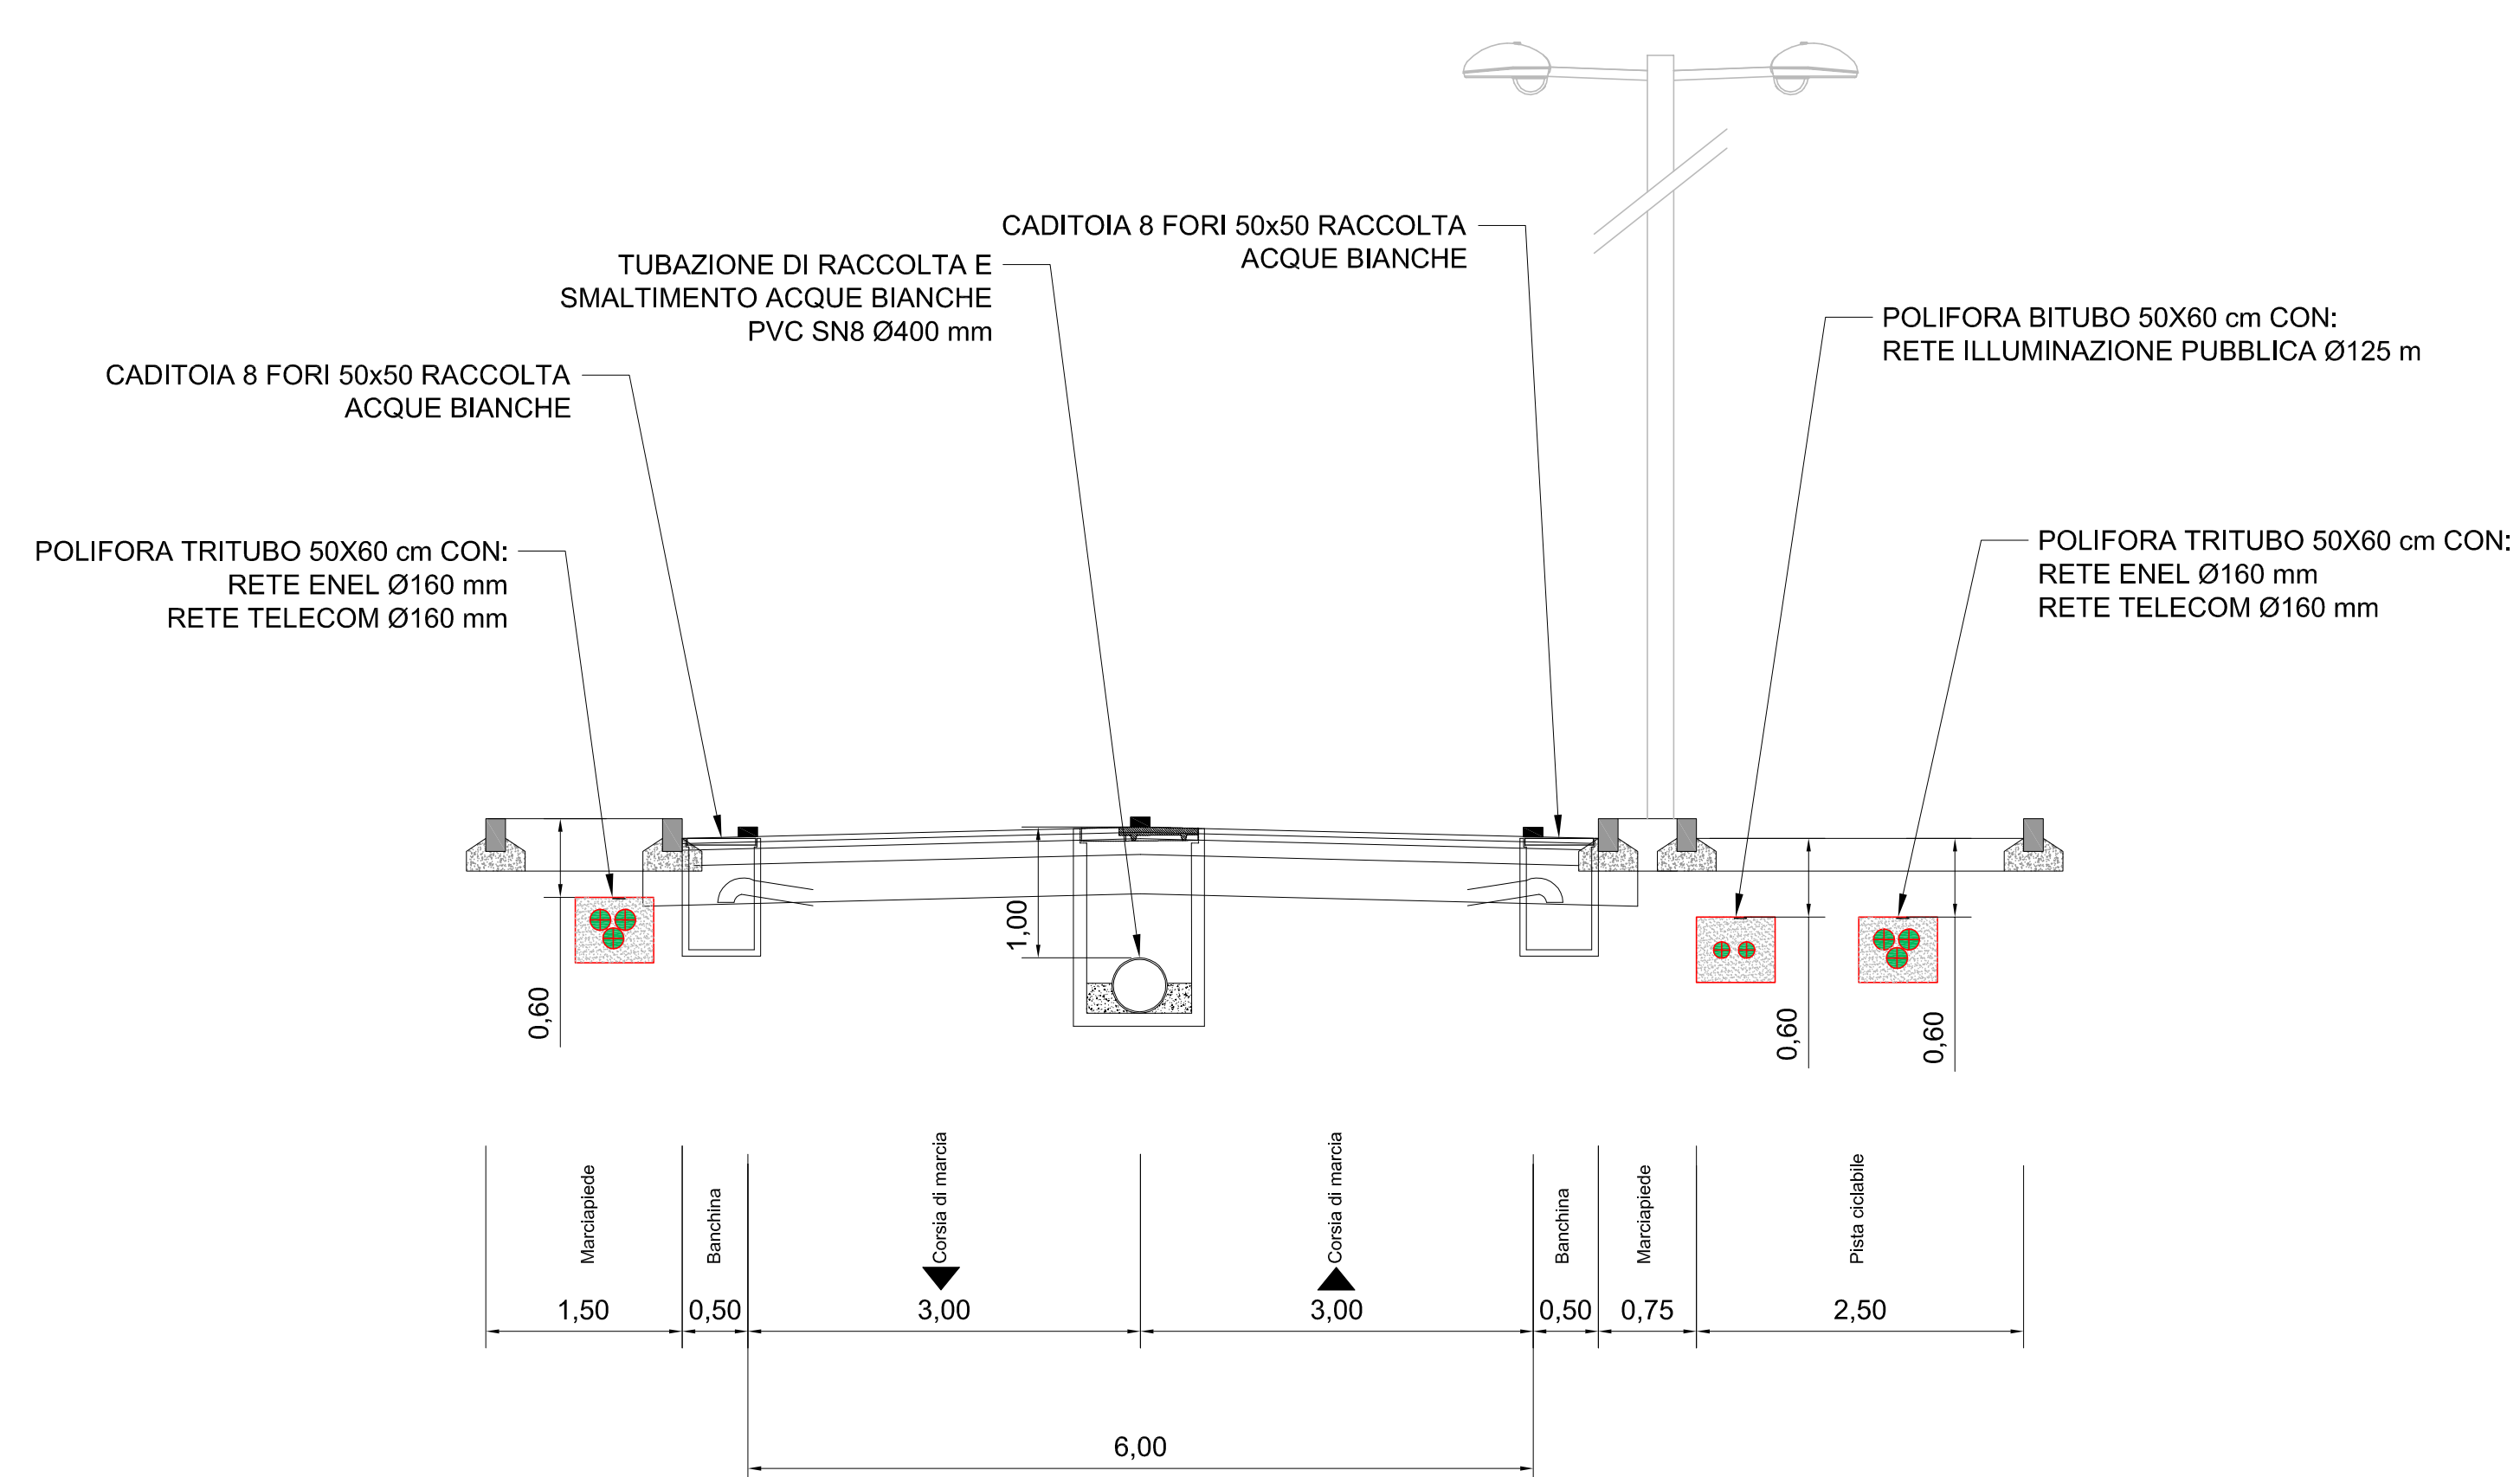 CADITOIA 8 FORI 50x50 RACCOLTA
ACQUE BIANCHE
TUBAZIONE DI RACCOLTA E
SMALTIMENTO ACQUE BIANCHE
PVC SN8 Ø400 mm
POLIFORA BITUBO 50X60 cm CON:
RETE ILLUMINAZIONE PUBBLICA Ø125 m
CADITOIA 8 FORI 50x50 RACCOLTA
ACQUE BIANCHE
POLIFORA TRITUBO 50X60 cm CON:
RETE ENEL Ø160 mm
RETE TELECOM Ø160 mm
POLIFORA TRITUBO 50X60 cm CON:
RETE ENEL Ø160 mm
RETE TELECOM Ø160 mm
1,00
0,60
0,60
0,60
Marciapiede
Banchina
Corsia di marcia
Corsia di marcia
Banchina
Marciapiede
Pista ciclabile
1,50
0,50
3,00
3,00
0,50
0,75
2,50
6,00